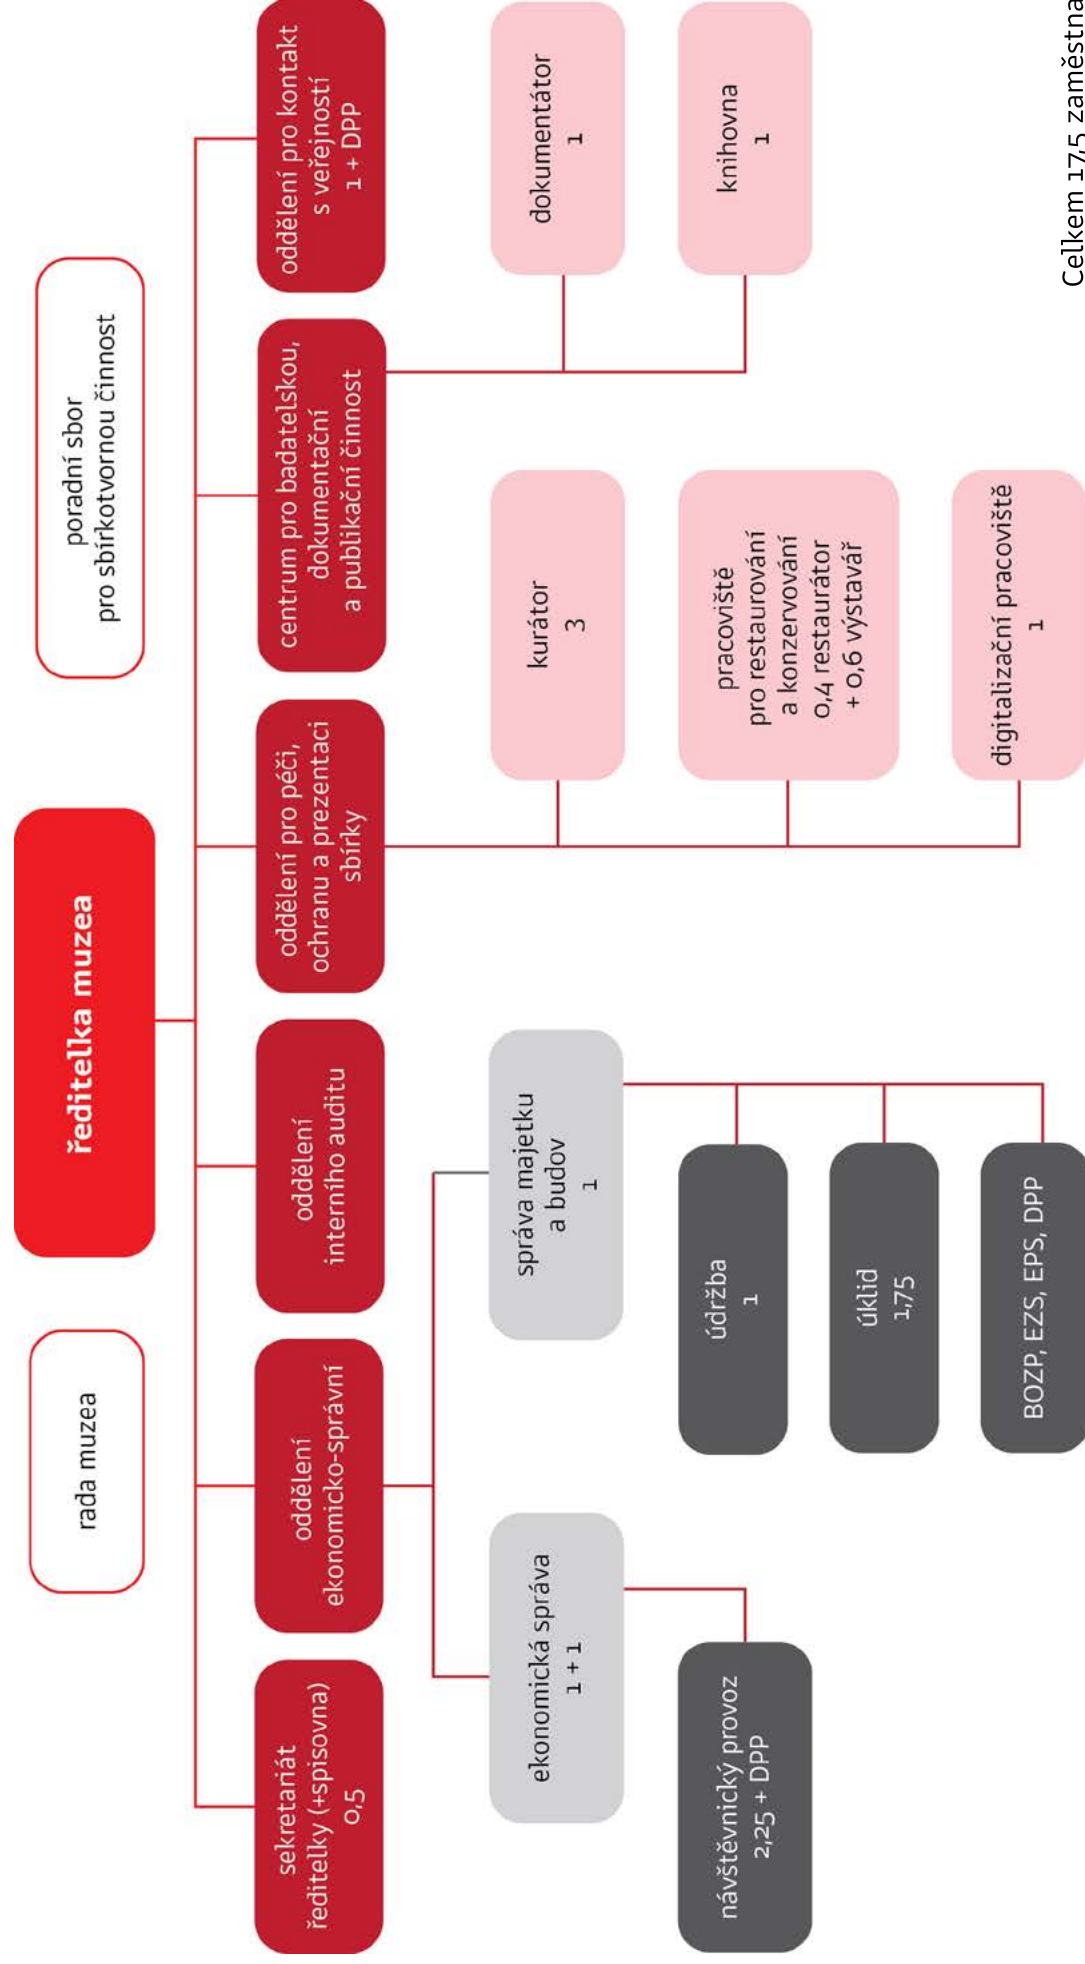 rada muzea
ředitelka muzea
poradní sbor
pro sbírkotvornou činnost
sekretariát
ředitelky (+spisovna)
0,5
oddělení
ekonomicko-správní
oddělení
interního auditu
oddělení pro péči,
ochranu a prezentaci
sbírky
centrum pro badatelskou,
dokumentační
a publikační činnost
oddělení pro kontakt
s veřejností
1 + DPP
ekonomická správa
1 + 1
správa majetku
a budov
1
kurátor
3
dokumentátor
1
návštěvnický provoz
2,25 + DPP
údržba
1
pracoviště
pro restaurování
a konzervování
0,4 restaurátor
+ 0,6 výstavář
knihovna
1
úklid
1,75
BOZP, EZS, EPS, DPP
digitalizační pracoviště
1
Celkem 17,5